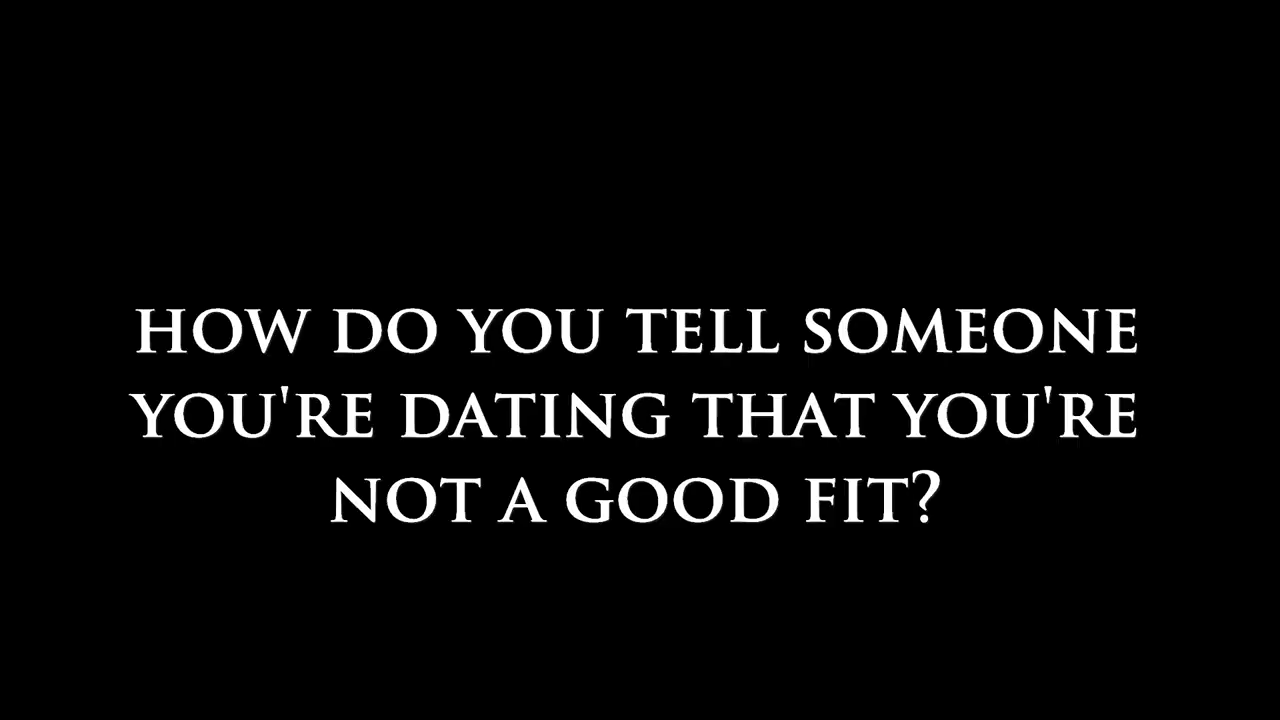 HOW DO YOU TELL SOMEONE
YOU'RE DATING THAT YOU'RE
NOT A GOOD FIT?